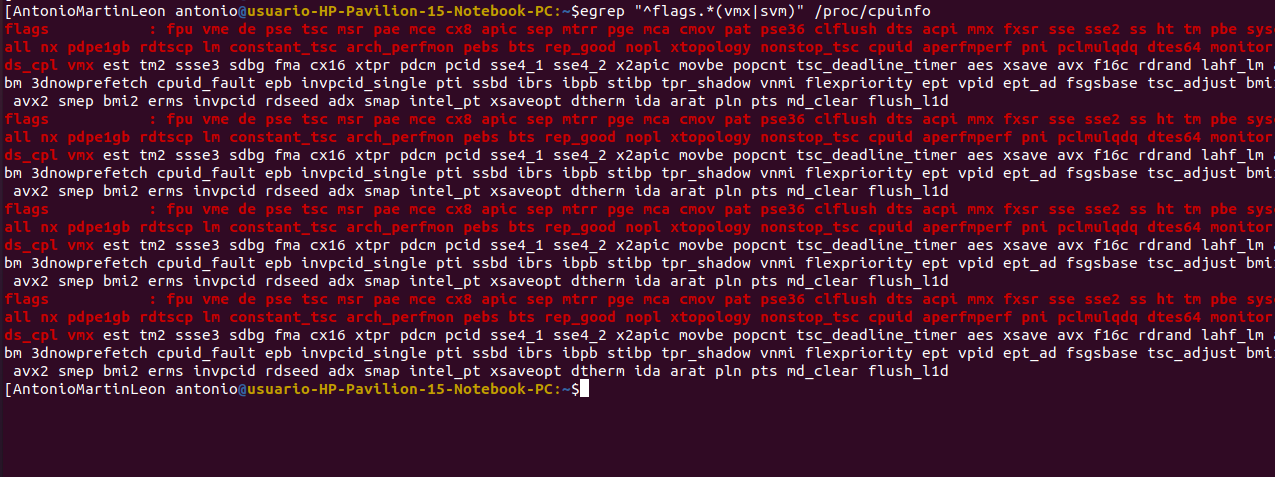 [AntonioMartinLeon antonio@usuario-HP-Pavilion-15-Notebook-PC:~$egrep "^flags.*(vmx|svm)" /proc/cpuinfo
flags : fpu vme de pse tsc msr pae mce cx8 apic sep mtrr pge mca cmov pat pse36 clflush dts acpi mmx fxsr sse sse2 ss ht tm pbe sys
all nx pdpe1gb rdtscp lm constant_tsc arch_perfmon pebs bts rep_good nopl xtopology nonstop_tsc cpuid aperfmperf pni pclmulqdq dtes64 monitor
ds_cpl vmx est tm2 ssse3 sdbg fma cx16 xtpr pdcm pcid sse4_1 sse4_2 x2apic movbe popcnt tsc_deadline_timer aes xsave avx f16c rdrand lahf_lm
bm 3dnowprefetch cpuid_fault epb invpcid_single pti ssbd ibrs ibpb stibp tpr_shadow vnmi flexpriority ept vpid ept_ad fsgsbase tsc_adjust bmi
avx2 smep bmi2 erms invpcid rdseed adx smap intel_pt xsaveopt dtherm ida arat pln pts md_clear flush_l1d
flags : fpu vme de pse tsc msr pae mce cx8 apic sep mtrr pge mca cmov pat pse36 clflush dts acpi mmx fxsr sse sse2 ss ht tm pbe sys
all nx pdpe1gb rdtscp lm constant_tsc arch_perfmon pebs bts rep_good nopl xtopology nonstop_tsc cpuid aperfmperf pni pclmulqdq dtes64 monitor
ds_cpl vmx est tm2 ssse3 sdbg fma cx16 xtpr pdcm pcid sse4_1 sse4_2 x2apic movbe popcnt tsc_deadline_timer aes xsave avx f16c rdrand lahf_lm
bm 3dnowprefetch cpuid_fault epb invpcid_single pti ssbd ibrs ibpb stibp tpr_shadow vnmi flexpriority ept vpid ept_ad fsgsbase tsc_adjust bmi
avx2 smep bmi2 erms invpcid rdseed adx smap intel_pt xsaveopt dtherm ida arat pln pts md_clear flush_l1d
flags : fpu vme de pse tsc msr pae mce cx8 apic sep mtrr pge mca cmov pat pse36 clflush dts acpi mmx fxsr sse sse2 ss ht tm pbe sys
all nx pdpe1gb rdtscp lm constant_tsc arch_perfmon pebs bts rep_good nopl xtopology nonstop_tsc cpuid aperfmperf pni pclmulqdq dtes64 monitor
ds_cpl vmx est tm2 ssse3 sdbg fma cx16 xtpr pdcm pcid sse4_1 sse4_2 x2apic movbe popcnt tsc_deadline_timer aes xsave avx f16c rdrand lahf_lm
bm 3dnowprefetch cpuid_fault epb invpcid_single pti ssbd ibrs ibpb stibp tpr_shadow vnmi flexpriority ept vpid ept_ad fsgsbase tsc_adjust bmi
avx2 smep bmi2 erms invpcid rdseed adx smap intel_pt xsaveopt dtherm ida arat pln pts md_clear flush_l1d
flags : fpu vme de pse tsc msr pae mce cx8 apic sep mtrr pge mca cmov pat pse36 clflush dts acpi mmx fxsr sse sse2 ss ht tm pbe sys
all nx pdpe1gb rdtscp lm constant_tsc arch_perfmon pebs bts rep_good nopl xtopology nonstop_tsc cpuid aperfmperf pni pclmulqdq dtes64 monitor
ds_cpl vmx est tm2 ssse3 sdbg fma cx16 xtpr pdcm pcid sse4_1 sse4_2 x2apic movbe popcnt tsc_deadline_timer aes xsave avx f16c rdrand lahf_lm
bm 3dnowprefetch cpuid_fault epb invpcid_single pti ssbd ibrs ibpb stibp tpr_shadow vnmi flexpriority ept vpid ept_ad fsgsbase tsc_adjust bmi
avx2 smep bmi2 erms invpcid rdseed adx smap intel_pt xsaveopt dtherm ida arat pln pts md_clear flush_l1d
[AntonioMartinLeon antonio@usuario-HP-Pavilion-15-Notebook-PC:~$